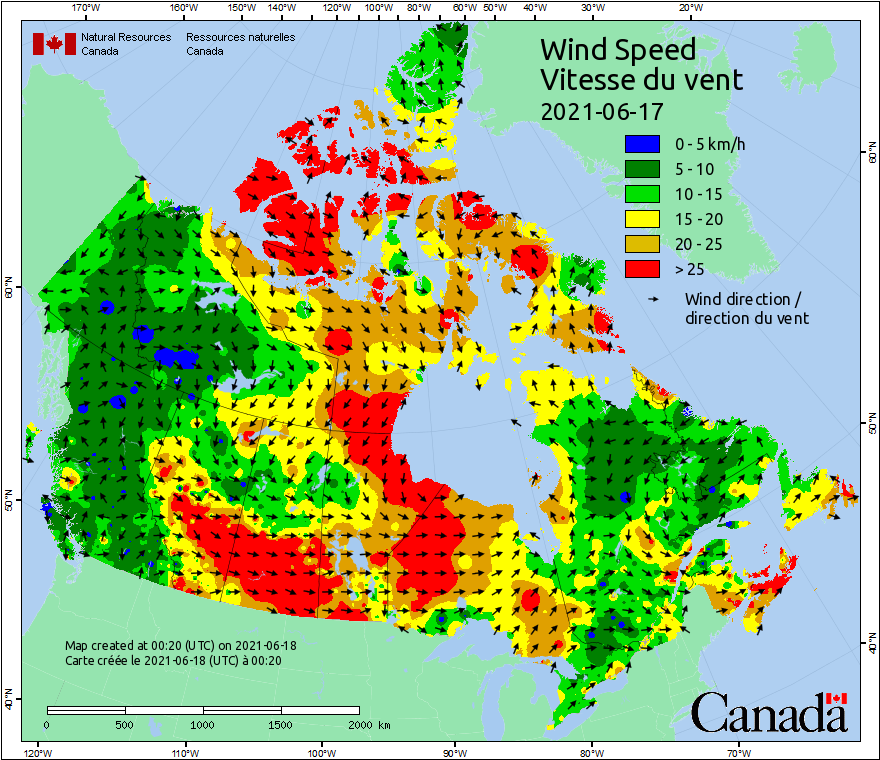 170°W 160°W 150°W 140°W 120°W 100°W 80°W 60°W 50°W 40°W 30°W 20°W
Natural Resources Ressources naturelles
Canada Canada
Wind Speed
Vitesse du vent
2021-06-17
0 - 5 km/h
5 - 10
10 - 15
15 - 20
20 - 25
> 25
Wind direction /
direction du vent
60°N 60°N
50°N 50°N
40°N 40°N
Map created at 00:20 (UTC) on 2021-06-18
Carte créée le 2021-06-18 (UTC) à 00:20
0 500 1000 1500 2000 km
Canada
120°W 110°W 100°W 90°W 80°W 70°W